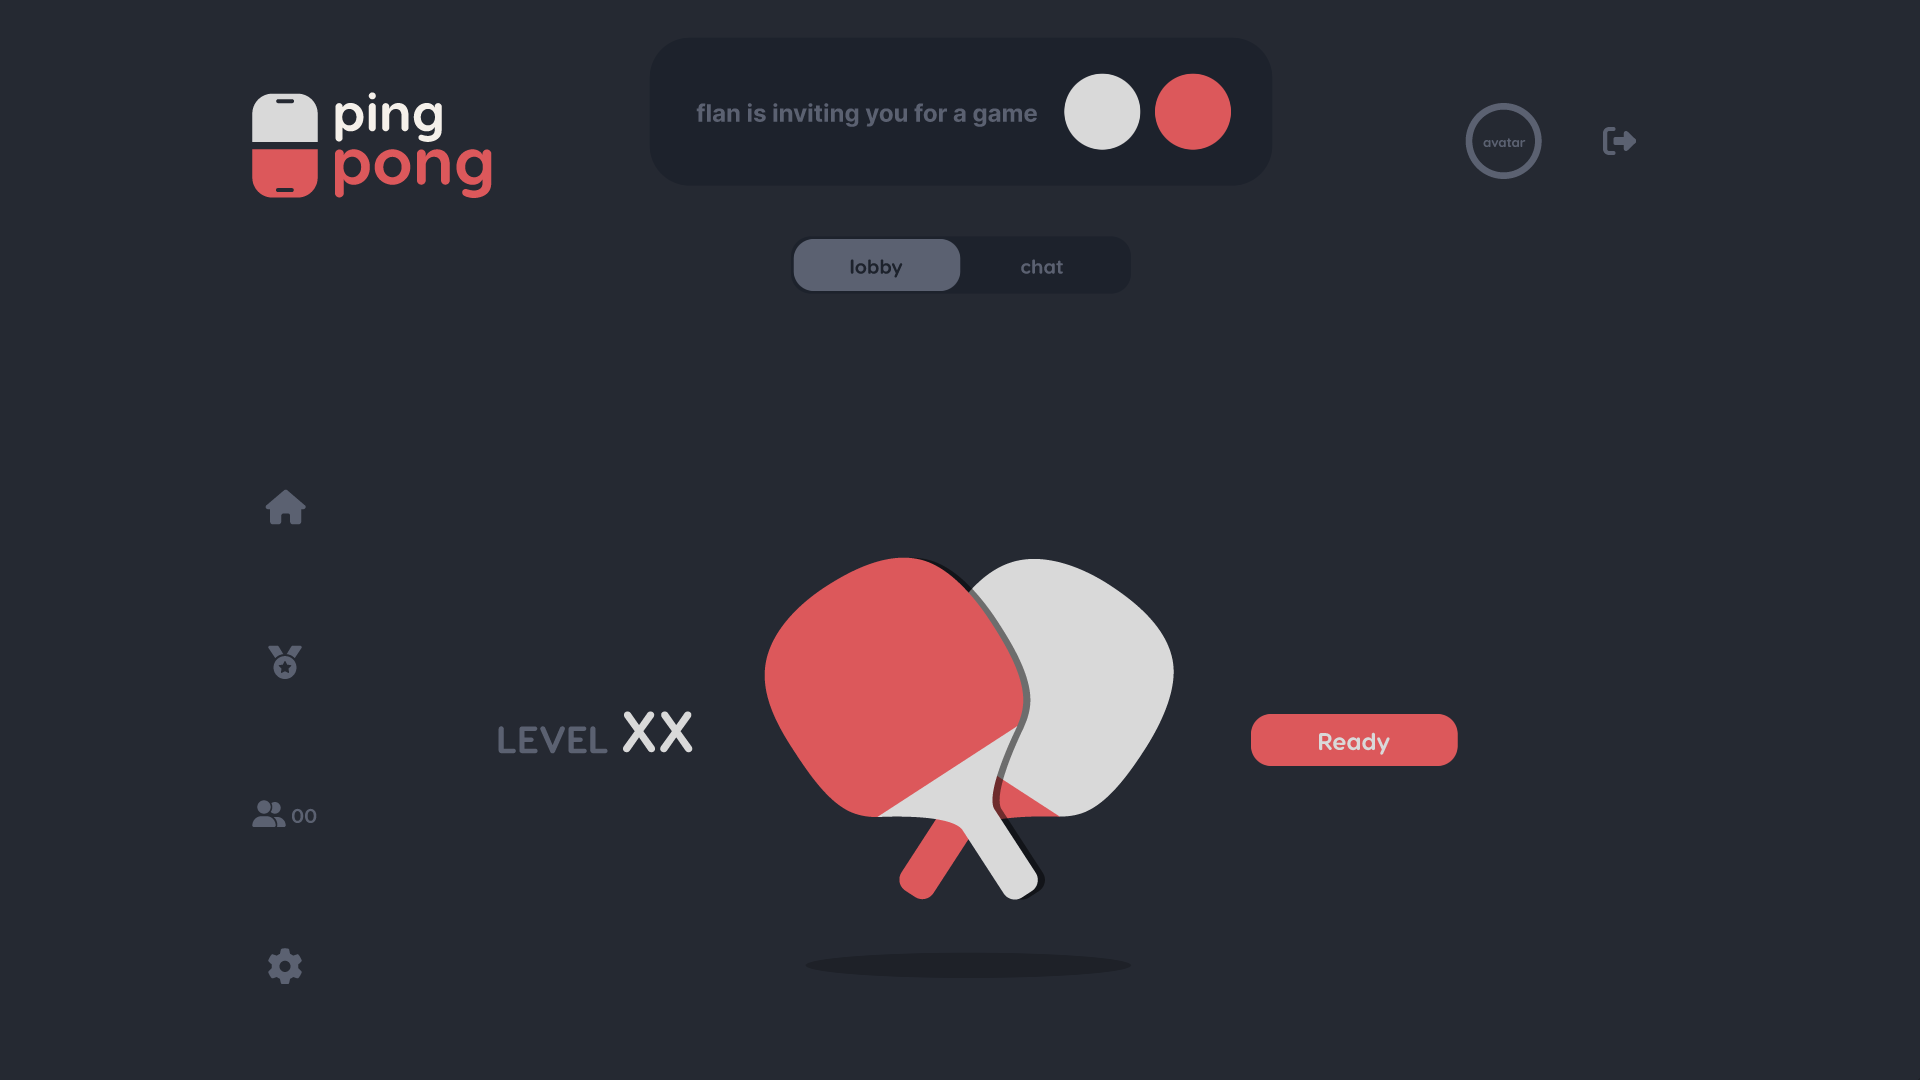 ping
pong
flan is inviting you for a game
avatar
lobby
chat
LEVEL XX
Ready
00